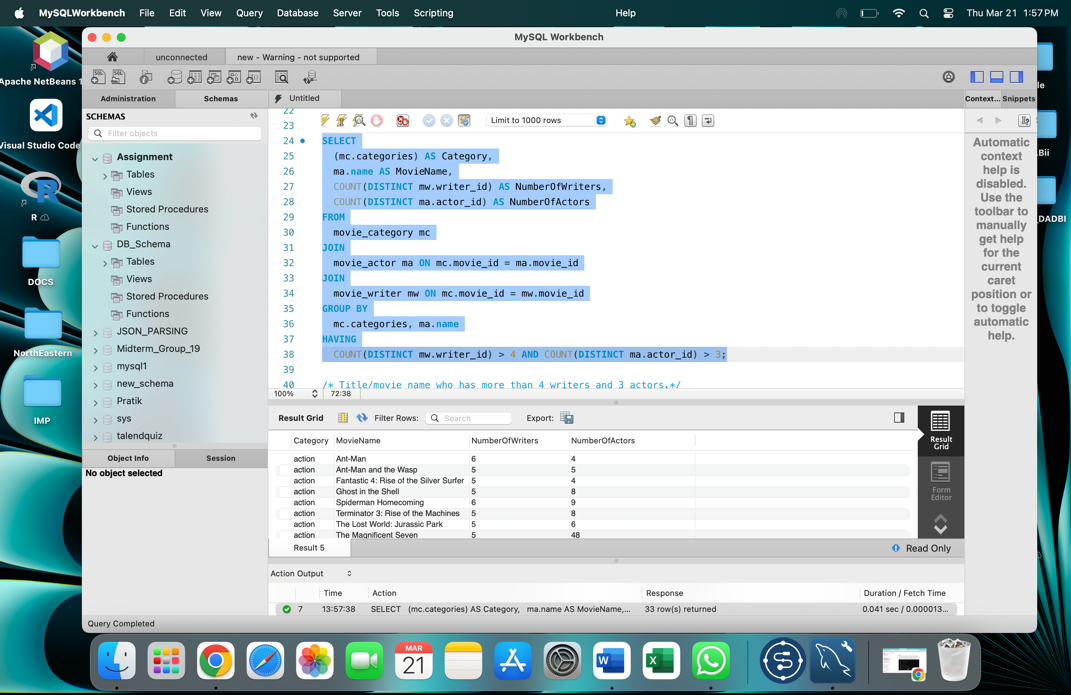 MySQLWorkbench File Edit View Query Database Server Tools Scripting Help Thu Mar 21 1:57 PM
MySQL Workbench
unconnected new - Warning - not supported
Administration Schemas Untitled Context... Snippets
SCHEMAS
Filter objects
Assignment
Tables
Views
Stored Procedures
Functions
DB_Schema
Tables
Views
Stored Procedures
Functions
JSON_PARSING
Midterm_Group_19
mysql1
new_schema
Pratik
sys
talendquiz
Object Info Session
No object selected
Limit to 1000 rows
22
23
24 SELECT
25 (mc.categories) AS Category,
26 ma.name AS MovieName,
27 COUNT(DISTINCT mw.writer_id) AS NumberOfWriters,
28 COUNT(DISTINCT ma.actor_id) AS NumberOfActors
29 FROM
30 movie_category mc
31 JOIN
32 movie_actor ma ON mc.movie_id = ma.movie_id
33 JOIN
34 movie_writer mw ON mc.movie_id = mw.movie_id
35 GROUP BY
36 mc.categories, ma.name
37 HAVING
38 COUNT(DISTINCT mw.writer_id) > 4 AND COUNT(DISTINCT ma.actor_id) > 3;
39
40 /* Title/movie name who has more than 4 writers and 3 actors.*/
100% 72:38
Result Grid Filter Rows: Search Export:
Category MovieName NumberOfWriters NumberOfActors
action Ant-Man 6 4
action Ant-Man and the Wasp 5 5
action Fantastic 4: Rise of the Silver Surfer 5 4
action Ghost in the Shell 5 8
action Spiderman Homecoming 6 9
action Terminator 3: Rise of the Machines 5 8
action The Lost World: Jurassic Park 5 6
action The Magnificent Seven 5 48
Result
Grid
Form
Editor
Result 5 Read Only
Action Output
Time Action Response Duration / Fetch Time
7 13:57:38 SELECT (mc.categories) AS Category, ma.name AS MovieName,... 33 row(s) returned 0.041 sec / 0.000013...
Query Completed
Automatic
context
help is
disabled.
Use the
toolbar to
manually
get help
for the
current
caret
position or
to toggle
automatic
help.
Apache NetBeans 1
Visual Studio Code
R
DOCS
NorthEastern
IMP
le
Bii
DADBI
MAR
21